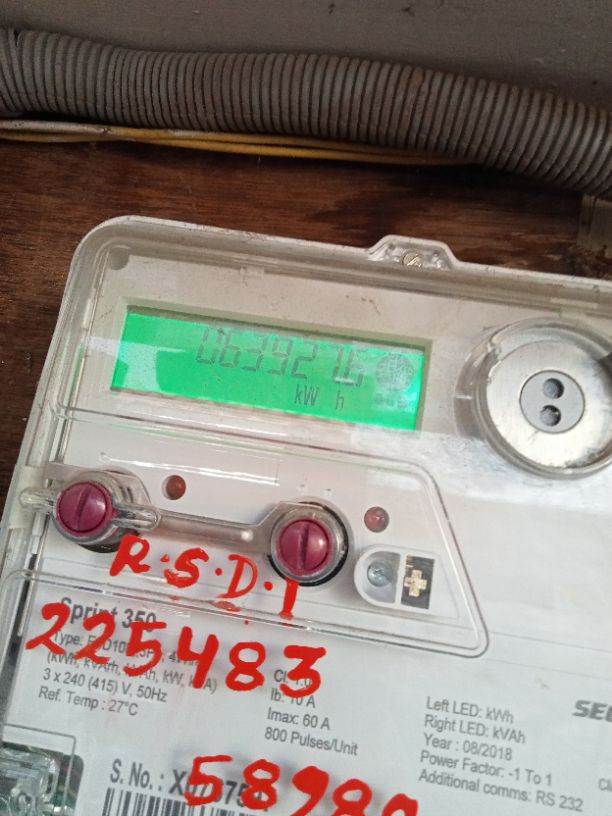 063927.6
kW h
R.S.D.1
Sprint 350
225483
3 x 240 (415) V, 50Hz
Ref. Temp : 27°C
Ib: 10 A
Imax: 60 A
800 Pulses/Unit
Left LED: kWh
Right LED: kVAh
Year : 08/2018
Power Factor: -1 To 1
Additional comms: RS 232
S. No. :